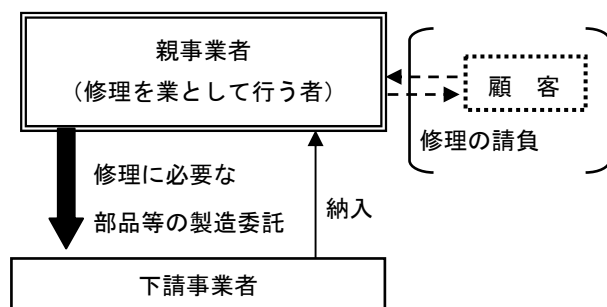 親事業者
（修理を業として行う者）
顧　客
修理の請負
修理に必要な
部品等の製造委託
納入
下請事業者